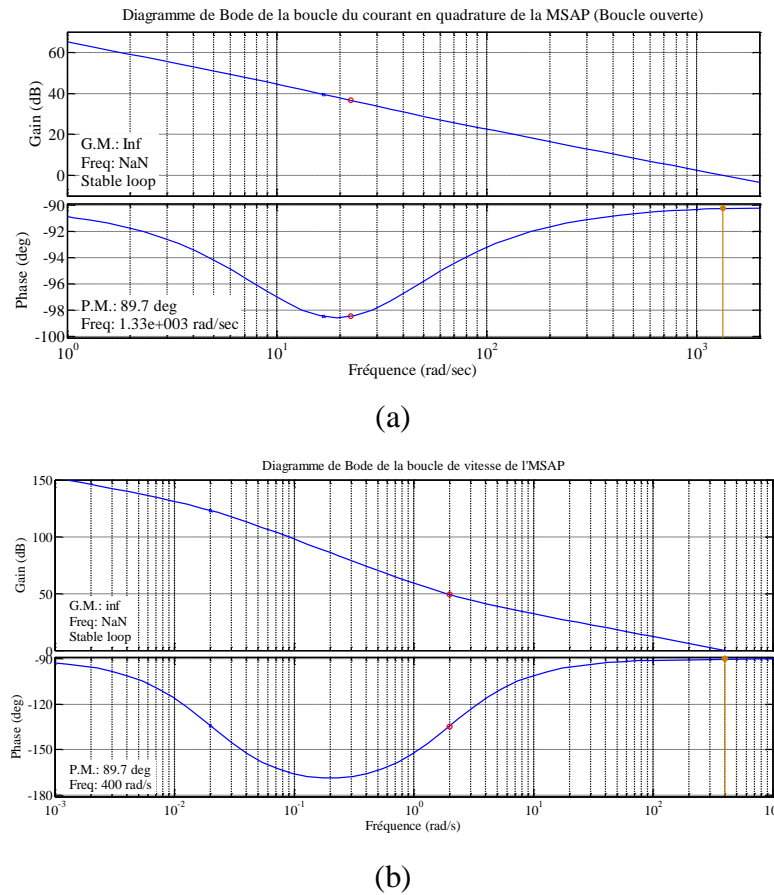 Diagramme de Bode de la boucle du courant en quadrature de la MSAP (Boucle ouverte)
60
40
20
0
Gain (dB)
G.M.: Inf
Freq: NaN
Stable loop
-90
-92
-94
-96
-98
-100
Phase (deg)
P.M.: 89.7 deg
Freq: 1.33e+003 rad/sec
10^0
10^1
10^2
10^3
Fréquence (rad/sec)
(a)
Diagramme de Bode de la boucle de vitesse de l'MSAP
150
100
50
0
Gain (dB)
G.M.: inf
Freq: NaN
Stable loop
-90
-120
-150
-180
Phase (deg)
P.M.: 89.7 deg
Freq: 400 rad/s
10^-3
10^-2
10^-1
10^0
10^1
10^2
10
Fréquence (rad/s)
(b)